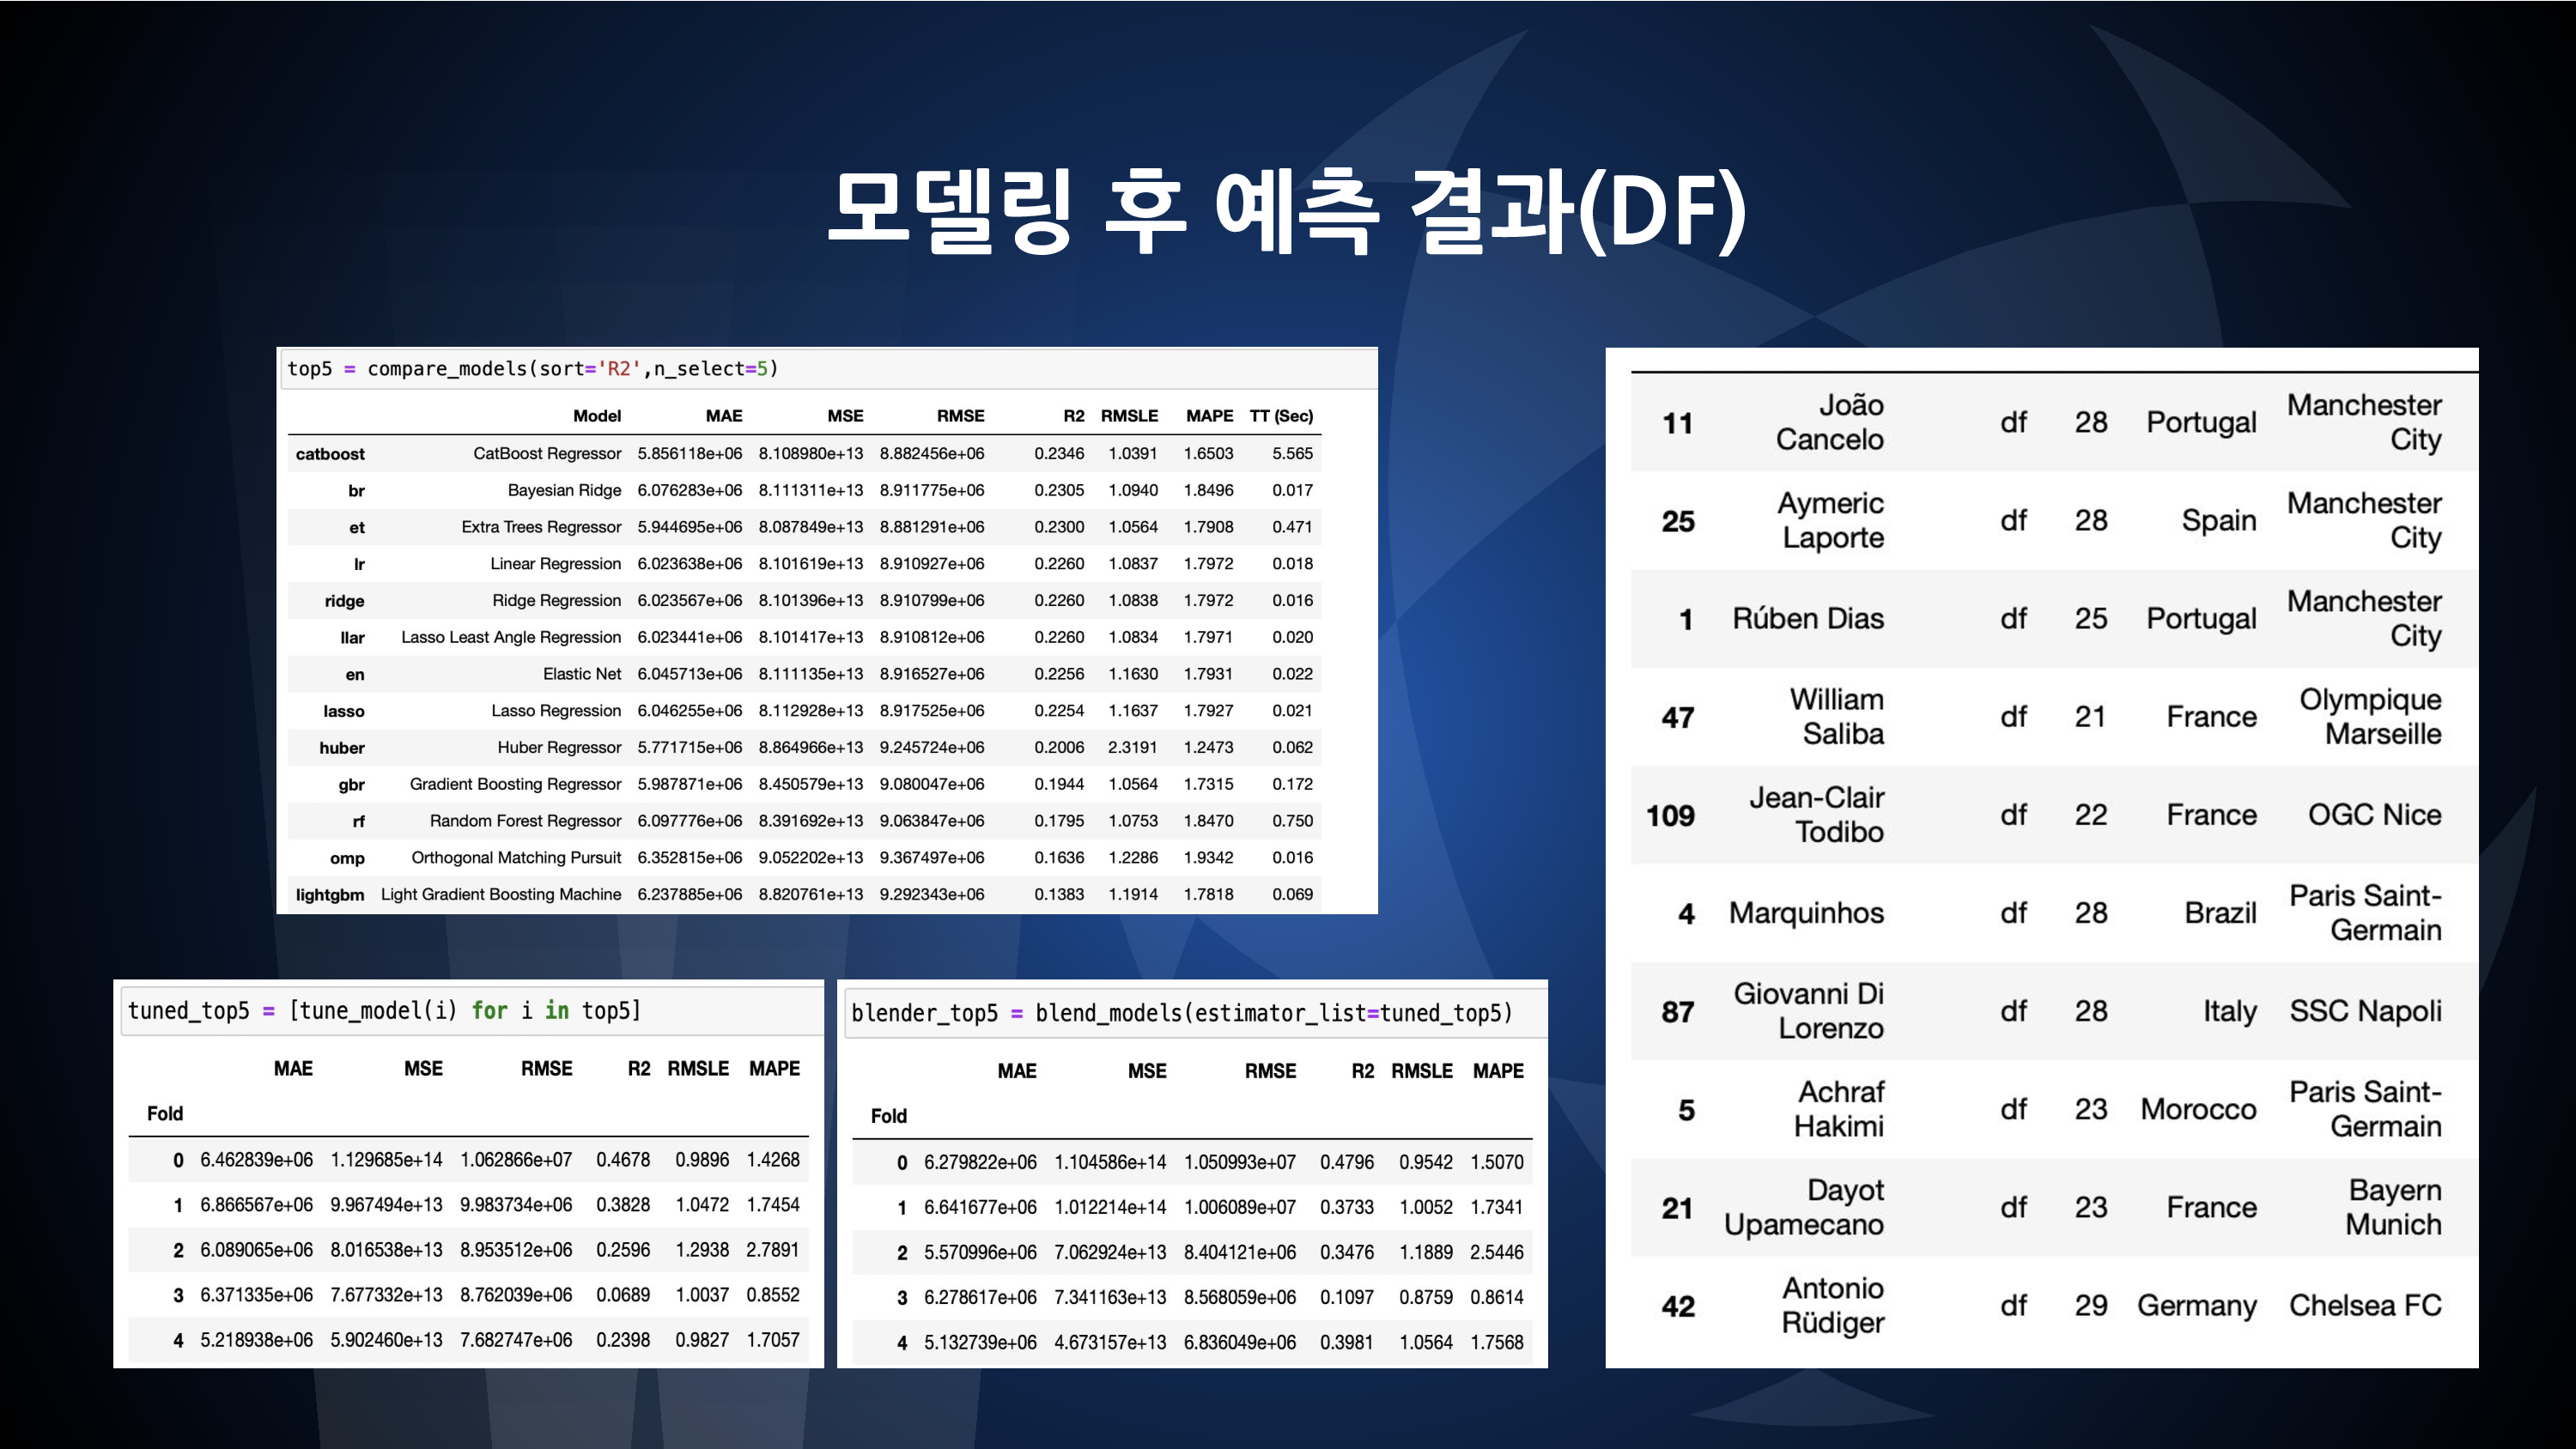 모델링 후 예측 결과(DF)
top5 = compare_models(sort='R2',n_select=5)
Model MAE MSE RMSE R2 RMSLE MAPE TT (Sec)
catboost CatBoost Regressor 5.856118e+06 8.108980e+13 8.882456e+06 0.2346 1.0391 1.6503 5.565
br Bayesian Ridge 6.076283e+06 8.111311e+13 8.911775e+06 0.2305 1.0940 1.8496 0.017
et Extra Trees Regressor 5.944695e+06 8.087849e+13 8.881291e+06 0.2300 1.0564 1.7908 0.471
lr Linear Regression 6.023638e+06 8.101619e+13 8.910927e+06 0.2260 1.0837 1.7972 0.018
ridge Ridge Regression 6.023567e+06 8.101396e+13 8.910799e+06 0.2260 1.0838 1.7972 0.016
llar Lasso Least Angle Regression 6.023441e+06 8.101417e+13 8.910812e+06 0.2260 1.0834 1.7971 0.020
en Elastic Net 6.045713e+06 8.111135e+13 8.916527e+06 0.2256 1.1630 1.7931 0.022
lasso Lasso Regression 6.046255e+06 8.112928e+13 8.917525e+06 0.2254 1.1637 1.7927 0.021
huber Huber Regressor 5.771715e+06 8.864966e+13 9.245724e+06 0.2006 2.3191 1.2473 0.062
gbr Gradient Boosting Regressor 5.987871e+06 8.450579e+13 9.080047e+06 0.1944 1.0564 1.7315 0.172
rf Random Forest Regressor 6.097776e+06 8.391692e+13 9.063847e+06 0.1795 1.0753 1.8470 0.750
omp Orthogonal Matching Pursuit 6.352815e+06 9.052202e+13 9.367497e+06 0.1636 1.2286 1.9342 0.016
lightgbm Light Gradient Boosting Machine 6.237885e+06 8.820761e+13 9.292343e+06 0.1383 1.1914 1.7818 0.069
tuned_top5 = [tune_model(i) for i in top5]
MAE MSE RMSE R2 RMSLE MAPE
Fold
0 6.462839e+06 1.129685e+14 1.062866e+07 0.4678 0.9896 1.4268
1 6.866567e+06 9.967494e+13 9.983734e+06 0.3828 1.0472 1.7454
2 6.089065e+06 8.016538e+13 8.953512e+06 0.2596 1.2938 2.7891
3 6.371335e+06 7.677332e+13 8.762039e+06 0.0689 1.0037 0.8552
4 5.218938e+06 5.902460e+13 7.682747e+06 0.2398 0.9827 1.7057
blender_top5 = blend_models(estimator_list=tuned_top5)
MAE MSE RMSE R2 RMSLE MAPE
Fold
0 6.279822e+06 1.104586e+14 1.050993e+07 0.4796 0.9542 1.5070
1 6.641677e+06 1.012214e+14 1.006089e+07 0.3733 1.0052 1.7341
2 5.570996e+06 7.062924e+13 8.404121e+06 0.3476 1.1889 2.5446
3 6.278617e+06 7.341163e+13 8.568059e+06 0.1097 0.8759 0.8614
4 5.132739e+06 4.673157e+13 6.836049e+06 0.3981 1.0564 1.7568
João Manchester
11 df 28 Portugal
Cancelo City
Aymeric Manchester
25 df 28 Spain
Laporte City
Manchester
1 Rúben Dias df 25 Portugal
City
William Olympique
47 df 21 France
Saliba Marseille
Jean-Clair
109 df 22 France OGC Nice
Todibo
Paris Saint-
4 Marquinhos df 28 Brazil
Germain
Giovanni Di
87 df 28 Italy SSC Napoli
Lorenzo
Achraf Paris Saint-
5 df 23 Morocco
Hakimi Germain
Dayot Bayern
21 df 23 France
Upamecano Munich
Antonio
42 df 29 Germany Chelsea FC
Rüdiger